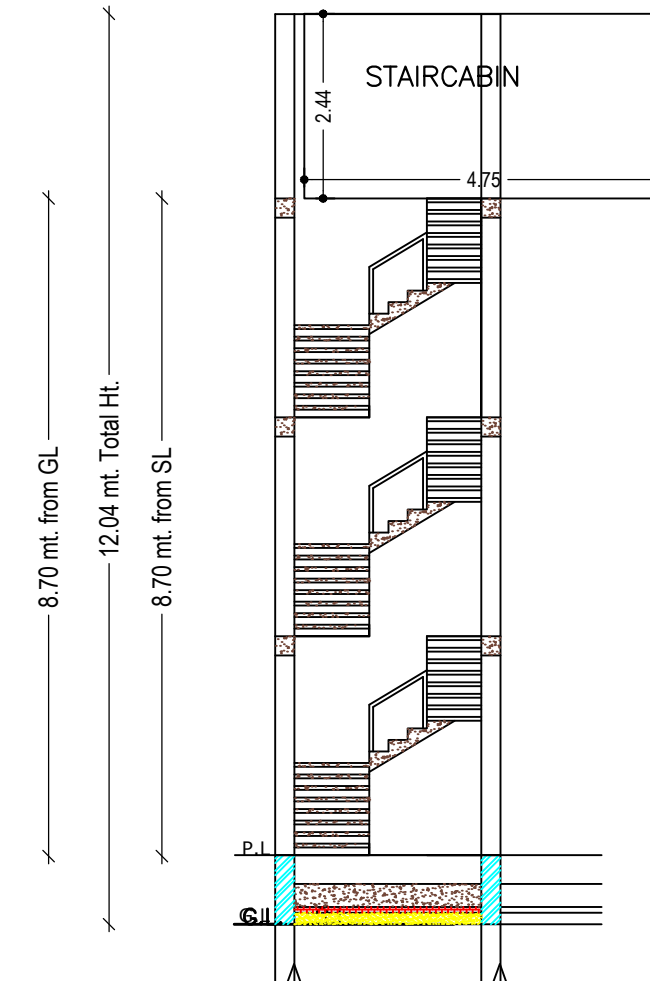 STAIRCABIN
2.44
4.75
8.70 mt. from GL
12.04 mt. Total Ht.
8.70 mt. from SL
P.L